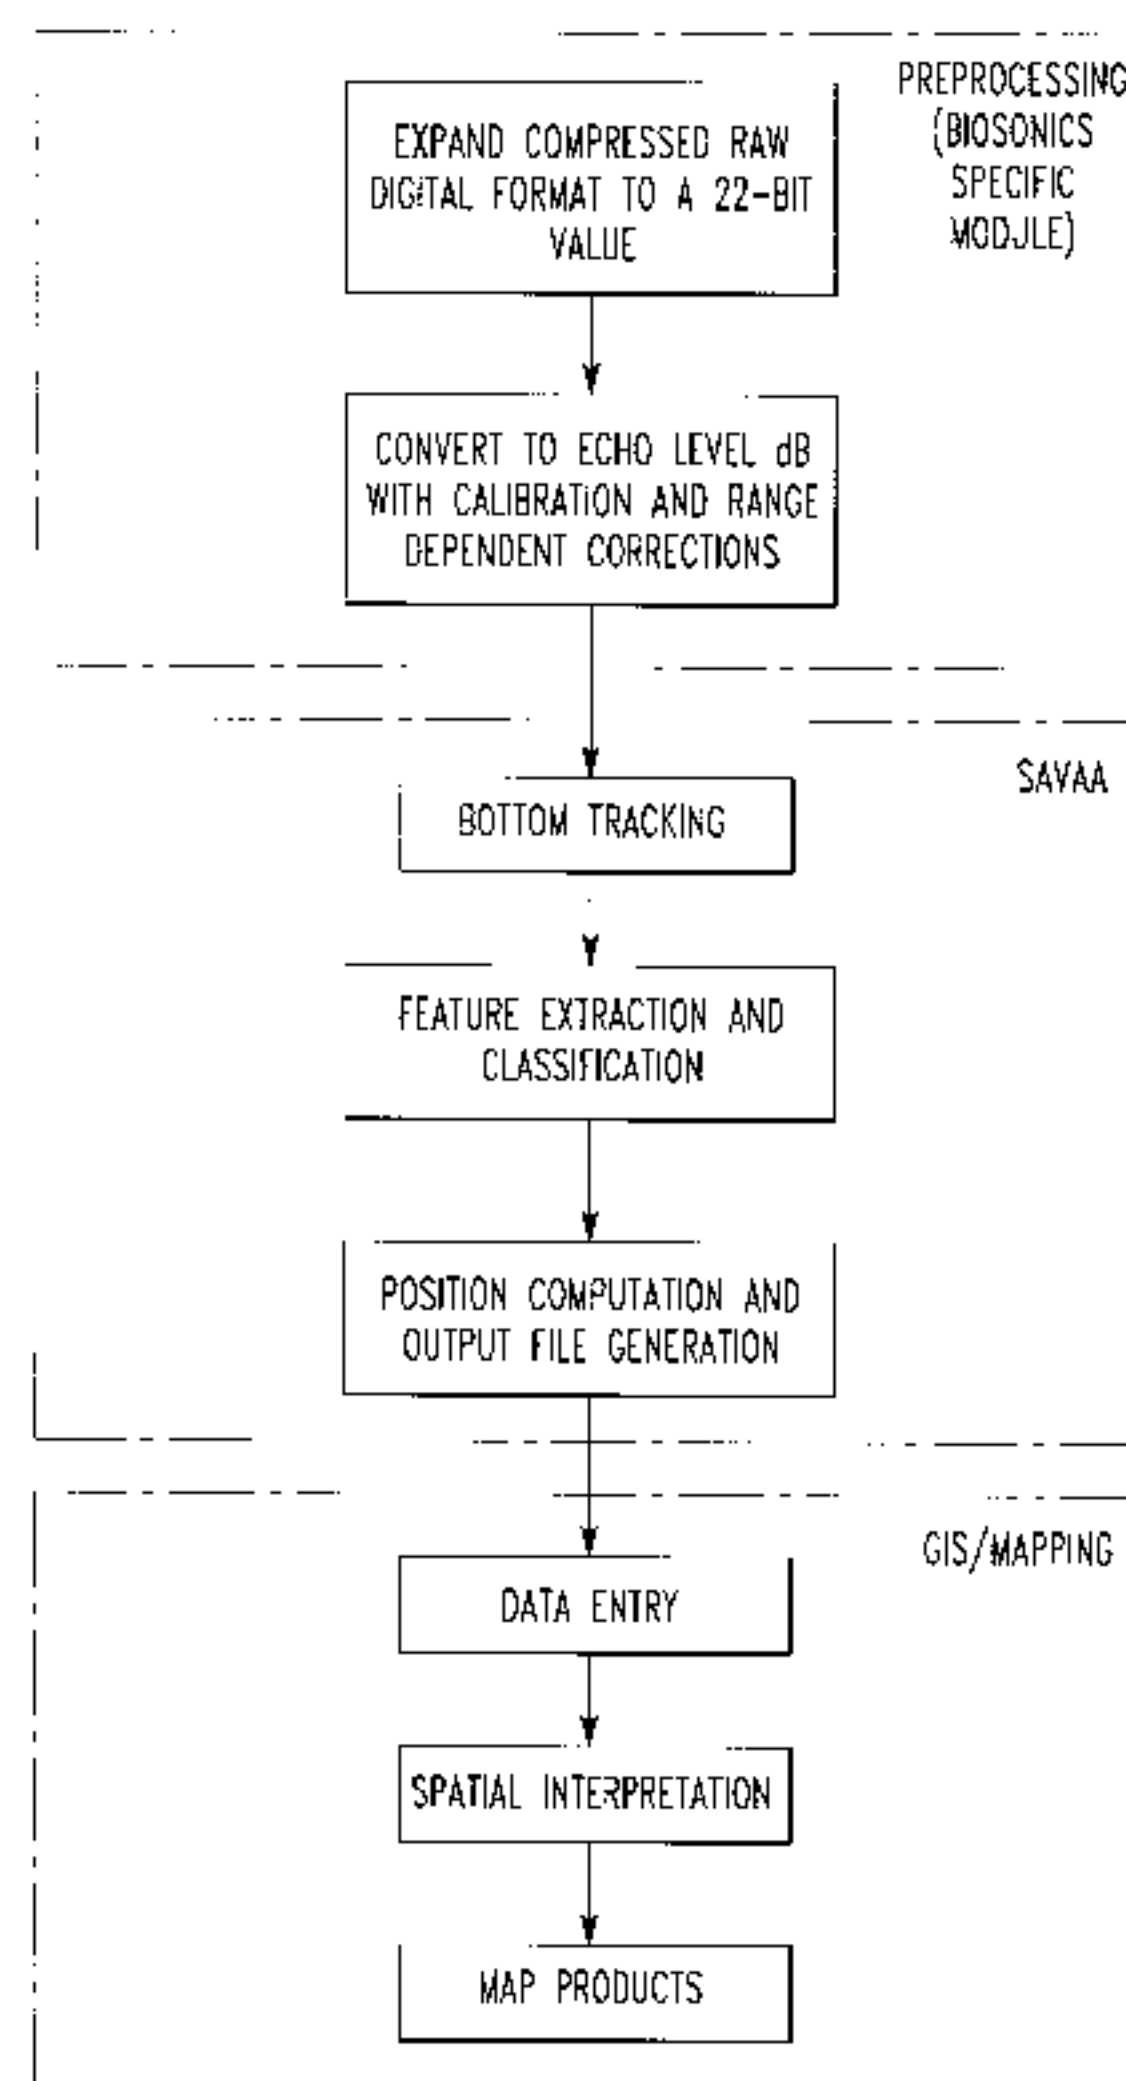 PREPROCESSING
(BIOSONICS
SPECIFIC
MODULE)
EXPAND COMPRESSED RAW
DIGITAL FORMAT TO A 22-BIT
VALUE
CONVERT TO ECHO LEVEL dB
WITH CALIBRATION AND RANGE
DEPENDENT CORRECTIONS
SAVAA
BOTTOM TRACKING
FEATURE EXTRACTION AND
CLASSIFICATION
POSITION COMPUTATION AND
OUTPUT FILE GENERATION
GIS/MAPPING
DATA ENTRY
SPATIAL INTERPRETATION
MAP PRODUCTS